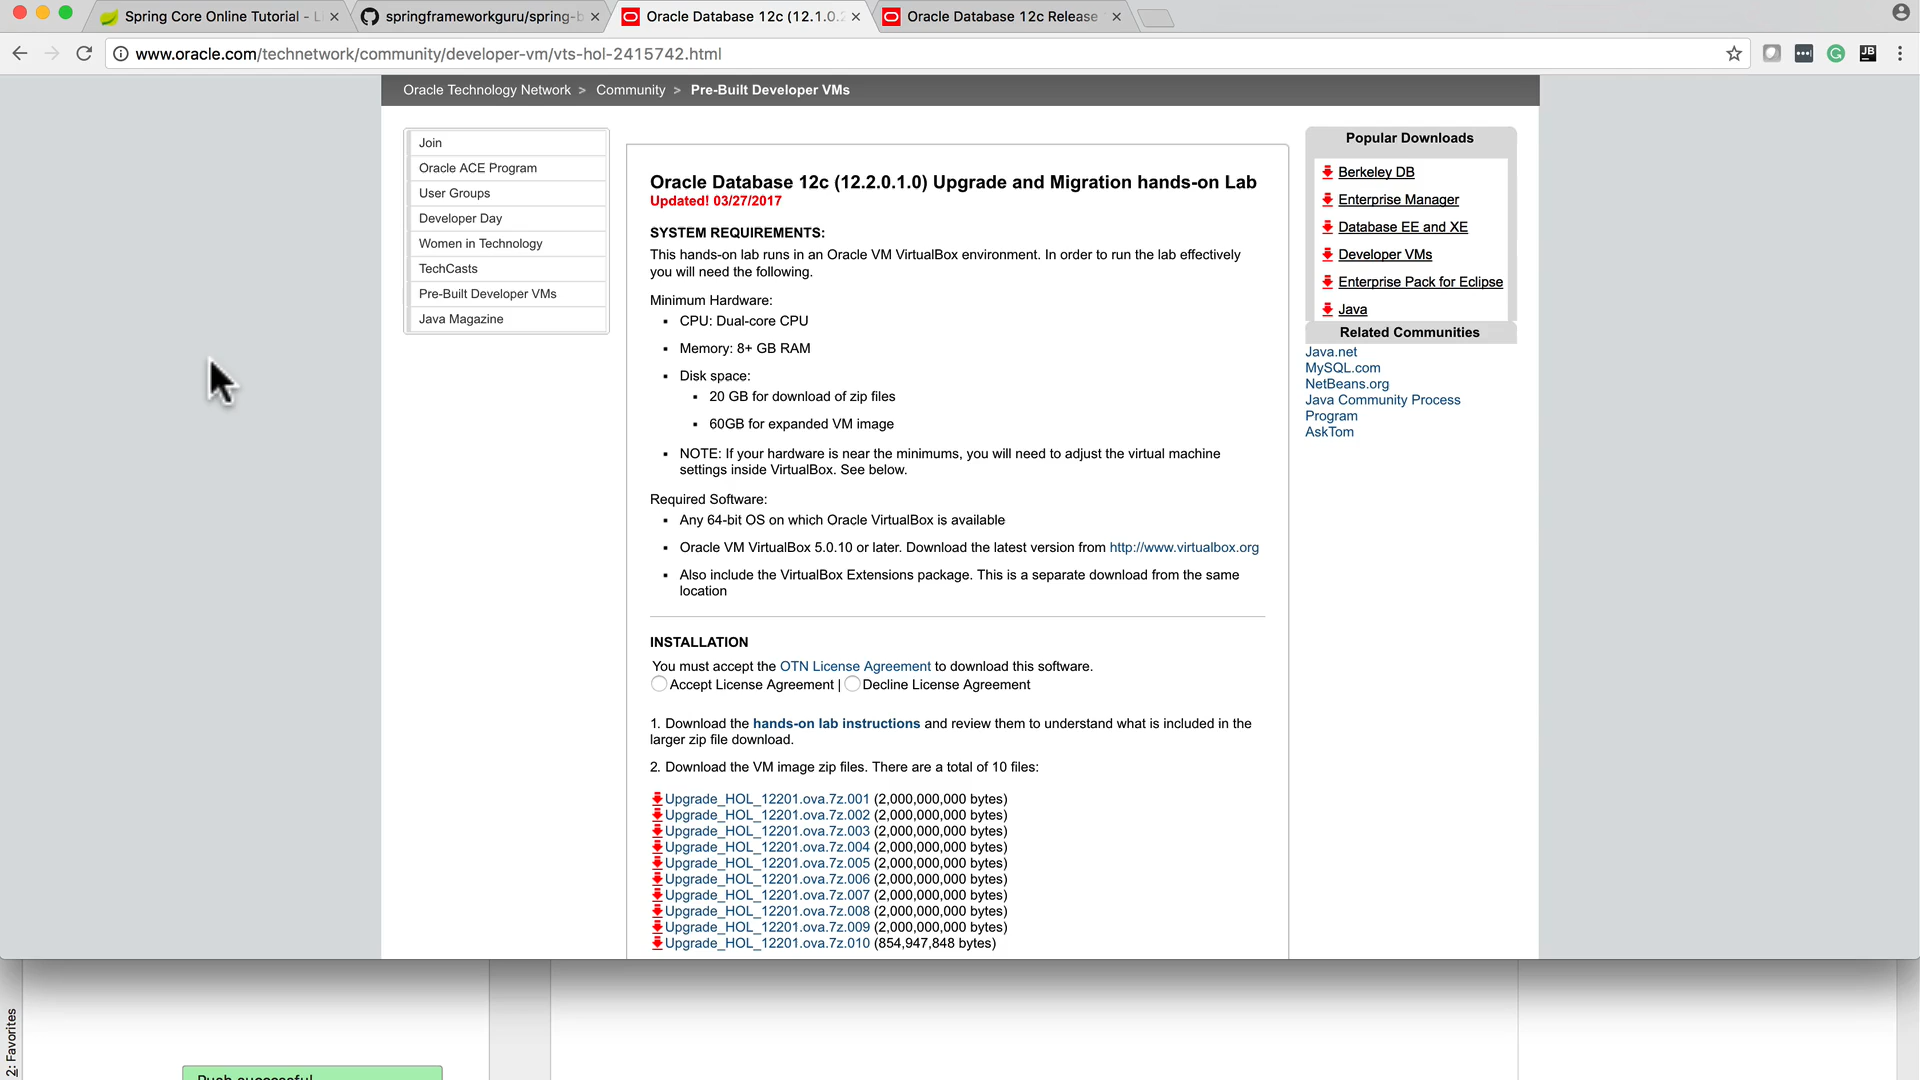 Spring Core Online Tutorial - L
springframeworkguru/spring-b
Oracle Database 12c (12.1.0.2
Oracle Database 12c Release
www.oracle.com/technetwork/community/developer-vm/vts-hol-2415742.html
JB
Oracle Technology Network > Community > Pre-Built Developer VMs
Join
Oracle ACE Program
User Groups
Developer Day
Women in Technology
TechCasts
Pre-Built Developer VMs
Java Magazine
Oracle Database 12c (12.2.0.1.0) Upgrade and Migration hands-on Lab
Updated! 03/27/2017
SYSTEM REQUIREMENTS:
This hands-on lab runs in an Oracle VM VirtualBox environment. In order to run the lab effectively
you will need the following.
Minimum Hardware:
▪ CPU: Dual-core CPU
▪ Memory: 8+ GB RAM
▪ Disk space:
▪ 20 GB for download of zip files
▪ 60GB for expanded VM image
▪ NOTE: If your hardware is near the minimums, you will need to adjust the virtual machine
settings inside VirtualBox. See below.
Required Software:
▪ Any 64-bit OS on which Oracle VirtualBox is available
▪ Oracle VM VirtualBox 5.0.10 or later. Download the latest version from http://www.virtualbox.org
▪ Also include the VirtualBox Extensions package. This is a separate download from the same
location
INSTALLATION
You must accept the OTN License Agreement to download this software.
Accept License Agreement | Decline License Agreement
1. Download the hands-on lab instructions and review them to understand what is included in the
larger zip file download.
2. Download the VM image zip files. There are a total of 10 files:
Upgrade_HOL_12201.ova.7z.001 (2,000,000,000 bytes)
Upgrade_HOL_12201.ova.7z.002 (2,000,000,000 bytes)
Upgrade_HOL_12201.ova.7z.003 (2,000,000,000 bytes)
Upgrade_HOL_12201.ova.7z.004 (2,000,000,000 bytes)
Upgrade_HOL_12201.ova.7z.005 (2,000,000,000 bytes)
Upgrade_HOL_12201.ova.7z.006 (2,000,000,000 bytes)
Upgrade_HOL_12201.ova.7z.007 (2,000,000,000 bytes)
Upgrade_HOL_12201.ova.7z.008 (2,000,000,000 bytes)
Upgrade_HOL_12201.ova.7z.009 (2,000,000,000 bytes)
Upgrade_HOL_12201.ova.7z.010 (854,947,848 bytes)
Popular Downloads
Berkeley DB
Enterprise Manager
Database EE and XE
Developer VMs
Enterprise Pack for Eclipse
Java
Related Communities
Java.net
MySQL.com
NetBeans.org
Java Community Process
Program
AskTom
2: Favorites
Push successful